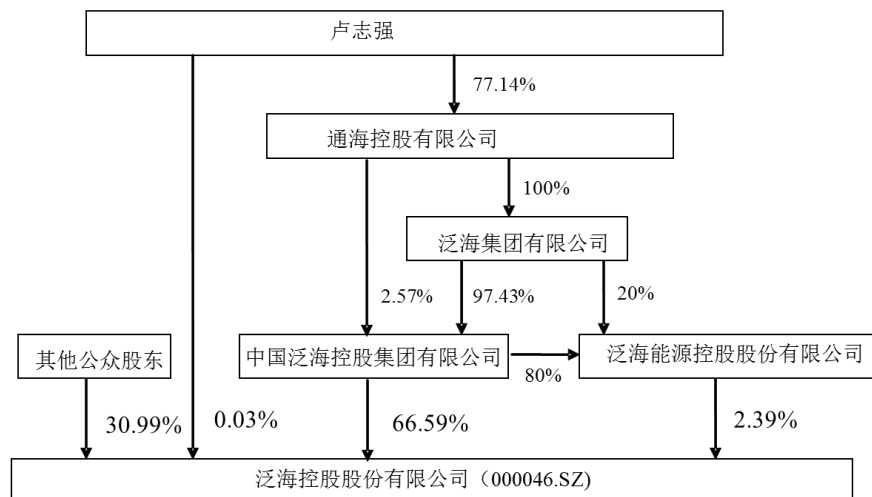 卢志强
77.14%
通海控股有限公司
100%
泛海集团有限公司
2.57%
97.43%
20%
其他公众股东
中国泛海控股集团有限公司
80%
泛海能源控股股份有限公司
30.99%
0.03%
66.59%
2.39%
泛海控股股份有限公司（000046.SZ)